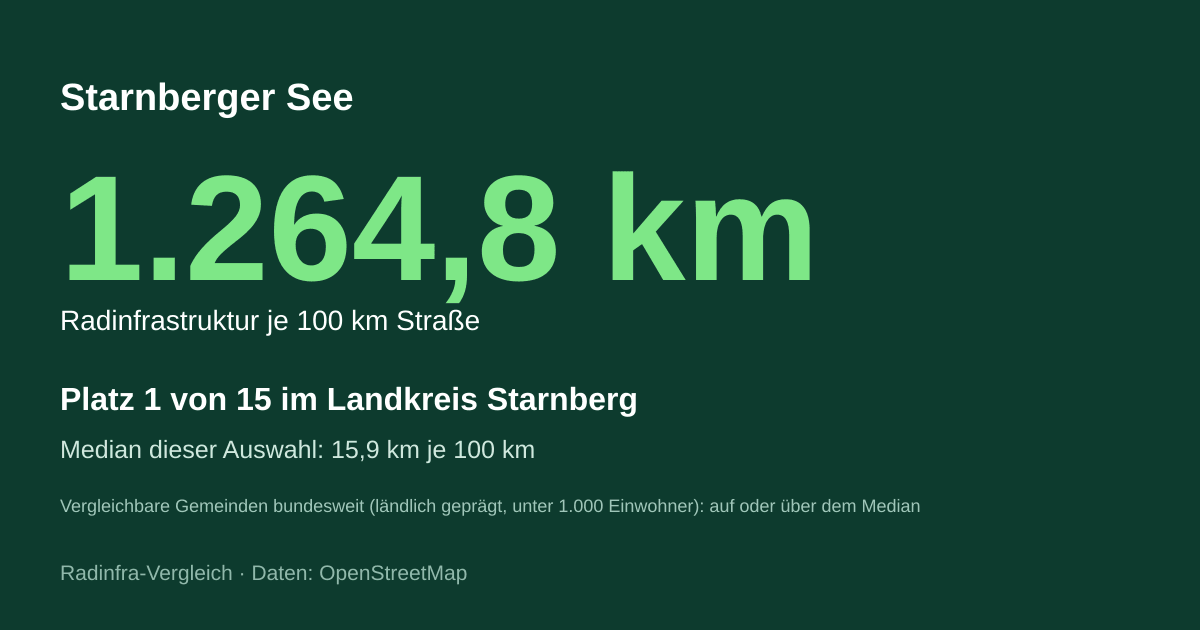 Starnberger See
1.264,8 km
Radinfrastruktur je 100 km Straße
Platz 1 von 15 im Landkreis Starnberg
Median dieser Auswahl: 15,9 km je 100 km
Vergleichbare Gemeinden bundesweit (ländlich geprägt, unter 1.000 Einwohner): auf oder über dem Median
Radinfra-Vergleich · Daten: OpenStreetMap